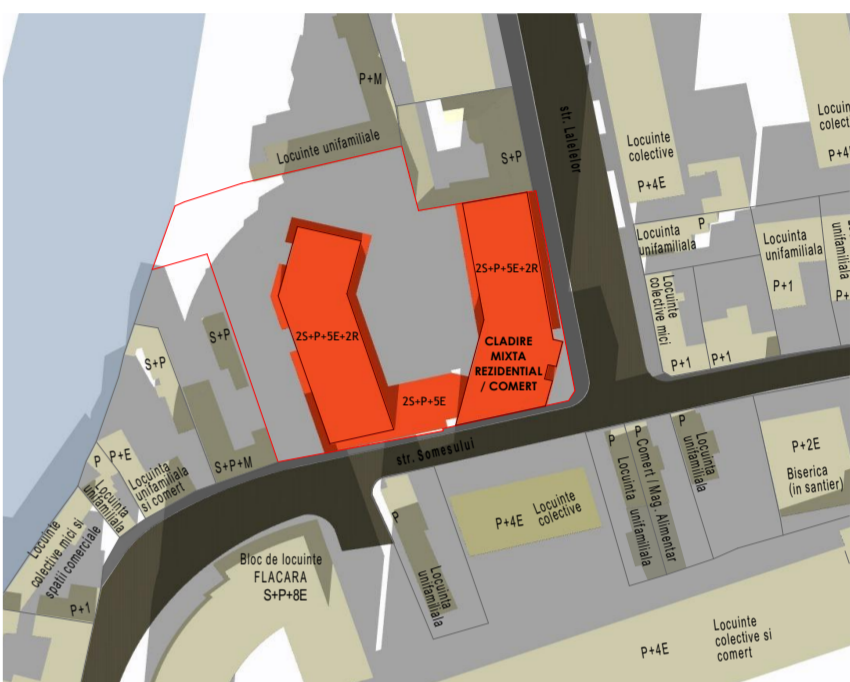 P+M
str. Lalelelor
Locuinte
colective
P+4E
P+4
Locuinte unifamiliale
S+P
Locuinte
colective
P+4E
P
Locuinta
unifamiliala
Locuinta
unifamiliala
P+1
unifamiliala
P+
Locuinte
colective mici
P+1
P+1
2S+P+5E+2R
2S+P+5E+2R
CLADIRE
MIXTA
REZIDENTIAL
/ COMERT
2S+P+5E
S+P
S+P
S+P+M
str. Somesului
P
P+E
Locuinta
unifamiliala
Locuinta
unifamiliala
si comert
Locuinte
colective mici si
spatii comerciale
P+1
Bloc de locuinte
FLACARA
S+P+8E
P
Locuinta
unifamiliala
P+4E
Locuinte
colective
P
Locuinta
unifamiliala
P
Comert / Mag. Alimentar
P
Locuinta
unifamiliala
P+2E
Biserica
(in santier)
P+4E
Locuinte
colective si
comert